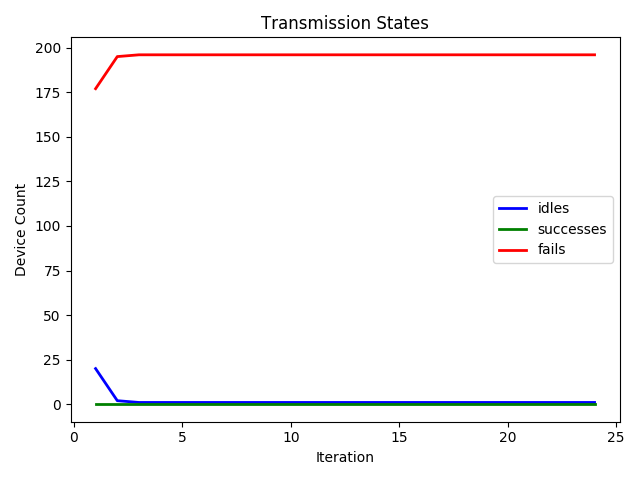 Transmission States
200
175
150
125
100
75
50
25
0
Device Count
idles
successes
fails
0 5 10 15 20 25
Iteration